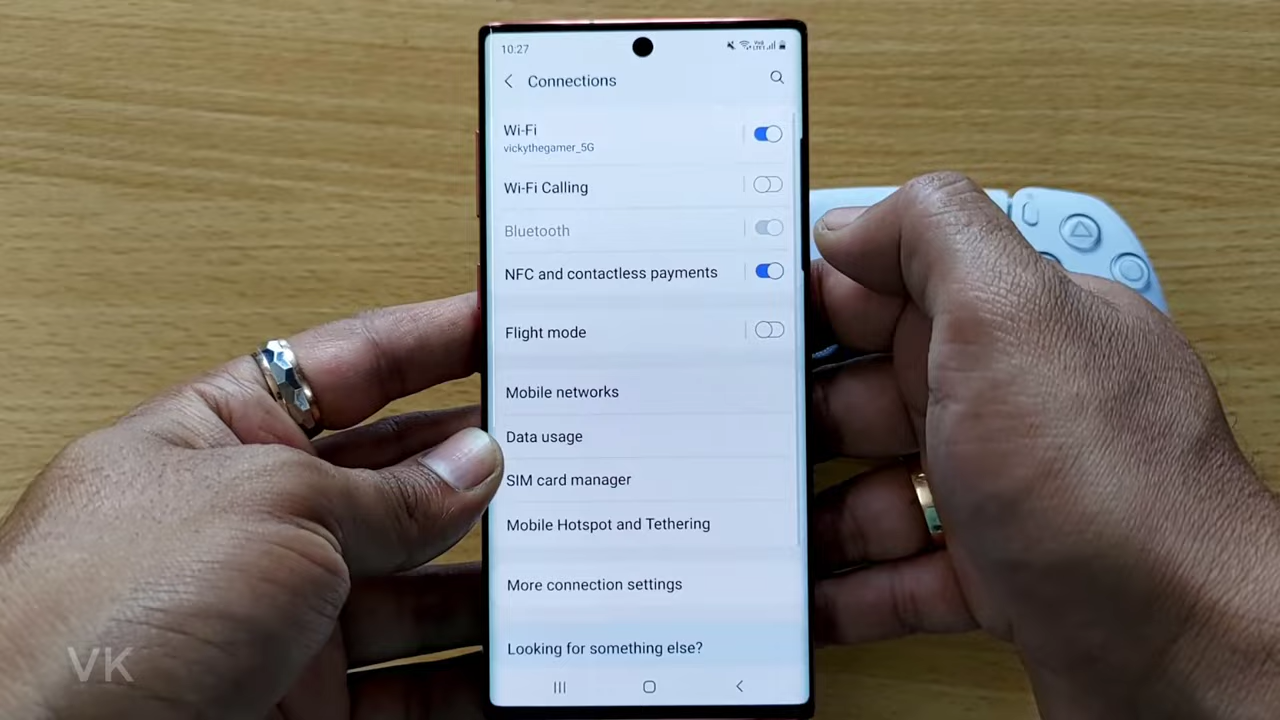 10:27
Connections
Wi-Fi
vickythegamer_5G
Wi-Fi Calling
Bluetooth
NFC and contactless payments
Flight mode
Mobile networks
Data usage
SIM card manager
Mobile Hotspot and Tethering
More connection settings
Looking for something else?
VK